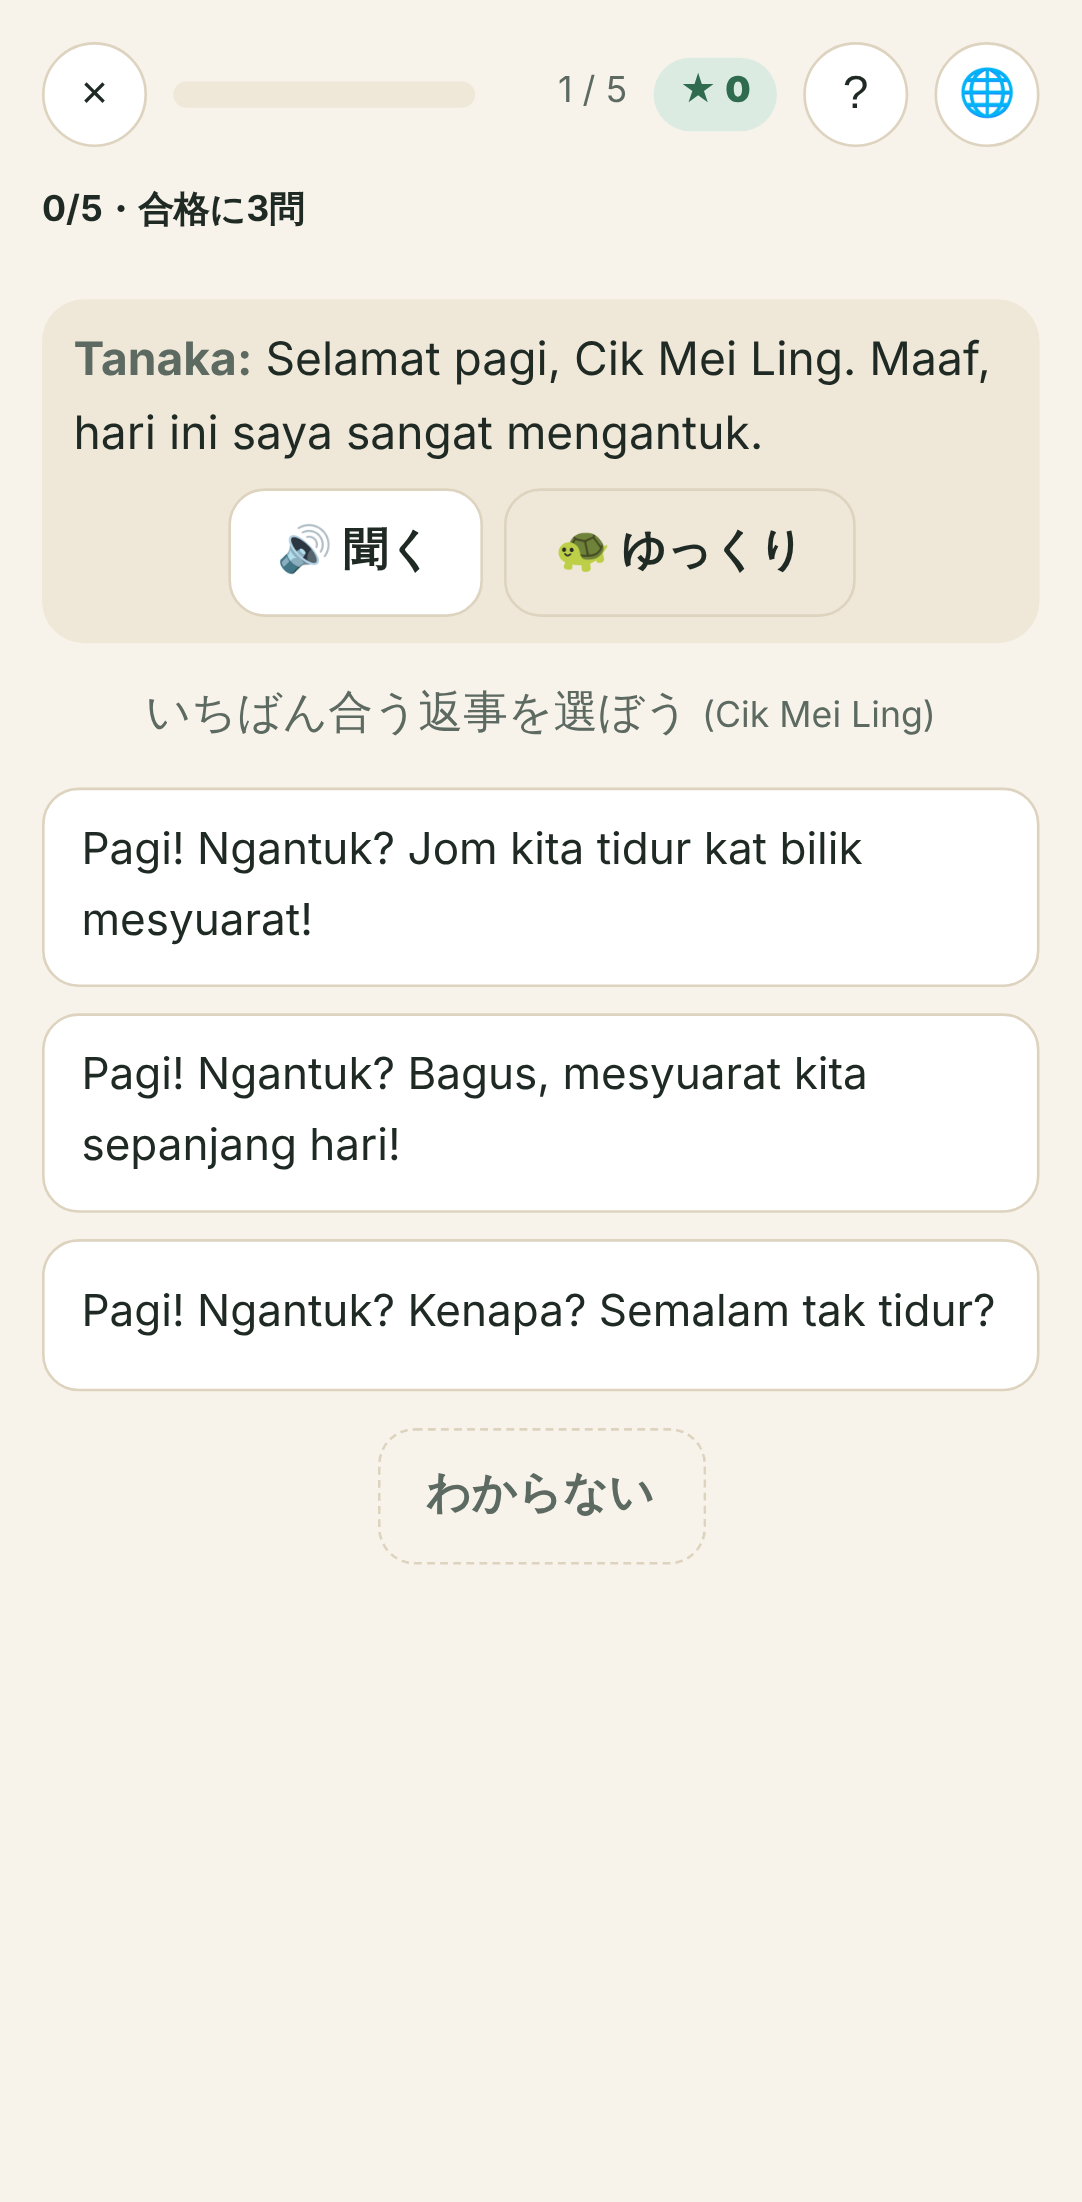 ×
1 / 5
★ 0
?
0/5・合格に3問
Tanaka: Selamat pagi, Cik Mei Ling. Maaf,
hari ini saya sangat mengantuk.
🔊 聞く
🐢 ゆっくり
いちばん合う返事を選ぼう (Cik Mei Ling)
Pagi! Ngantuk? Jom kita tidur kat bilik
mesyuarat!
Pagi! Ngantuk? Bagus, mesyuarat kita
sepanjang hari!
Pagi! Ngantuk? Kenapa? Semalam tak tidur?
わからない